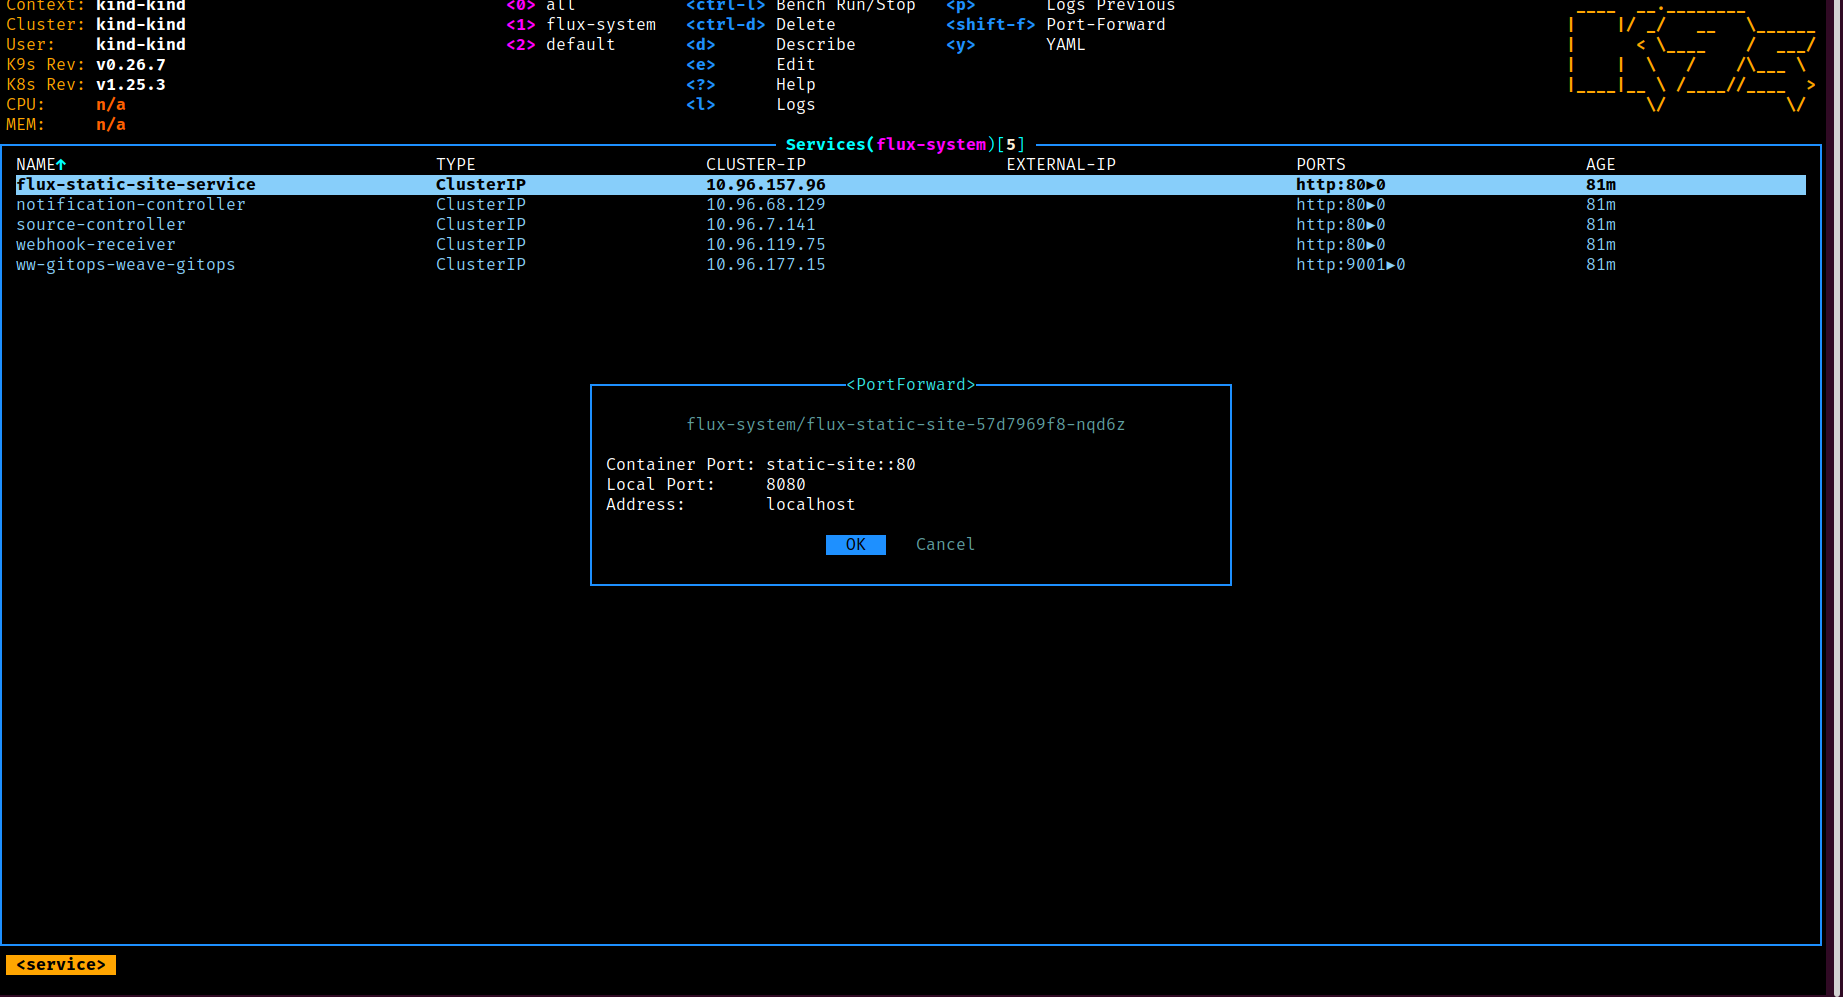 Context: kind-kind <0> all <ctrl-l> Bench Run/Stop <p> Logs Previous
Cluster: kind-kind <1> flux-system <ctrl-d> Delete <shift-f> Port-Forward
User: kind-kind <2> default <d> Describe <y> YAML
K9s Rev: v0.26.7 <e> Edit
K8s Rev: v1.25.3 <?> Help
CPU: n/a <l> Logs
MEM: n/a
Services(flux-system)[5]
NAME↑ TYPE CLUSTER-IP EXTERNAL-IP PORTS AGE
flux-static-site-service ClusterIP 10.96.157.96 http:80►0 81m
notification-controller ClusterIP 10.96.68.129 http:80►0 81m
source-controller ClusterIP 10.96.7.141 http:80►0 81m
webhook-receiver ClusterIP 10.96.119.75 http:80►0 81m
ww-gitops-weave-gitops ClusterIP 10.96.177.15 http:9001►0 81m
<PortForward>
flux-system/flux-static-site-57d7969f8-nqd6z
Container Port: static-site::80
Local Port: 8080
Address: localhost
OK Cancel
<service>